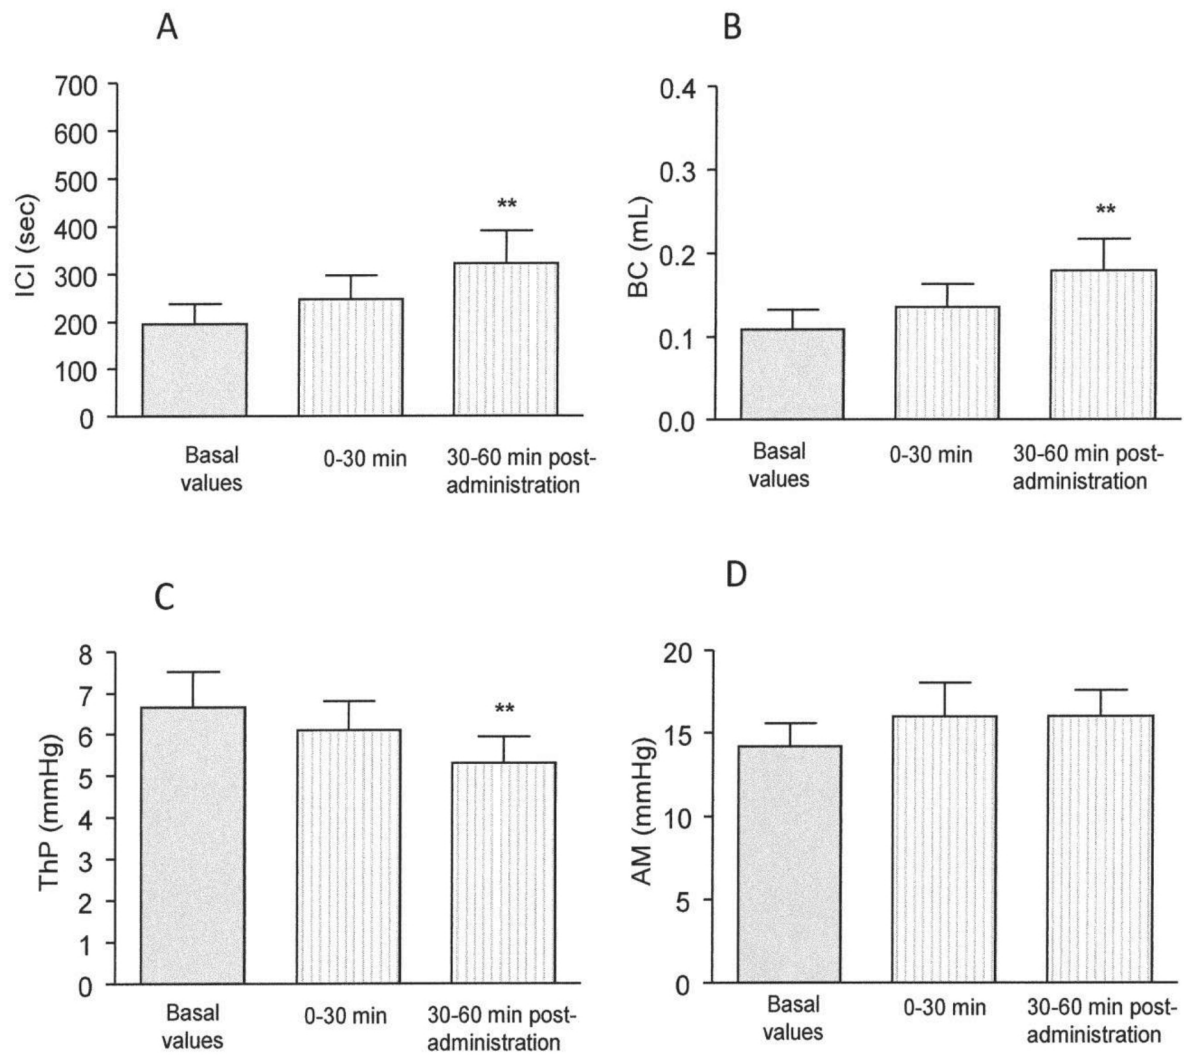 A
700
600
500
400
300
200
100
0
ICI (sec)
**
Basal
values
0-30 min
30-60 min post-
administration
B
0.4
0.3
0.2
0.1
0.0
BC (mL)
**
Basal
values
0-30 min
30-60 min post-
administration
C
8
7
6
5
4
3
2
1
0
ThP (mmHg)
**
Basal
values
0-30 min
30-60 min post-
administration
D
20
15
10
5
0
AM (mmHg)
Basal
values
0-30 min
30-60 min post-
administration